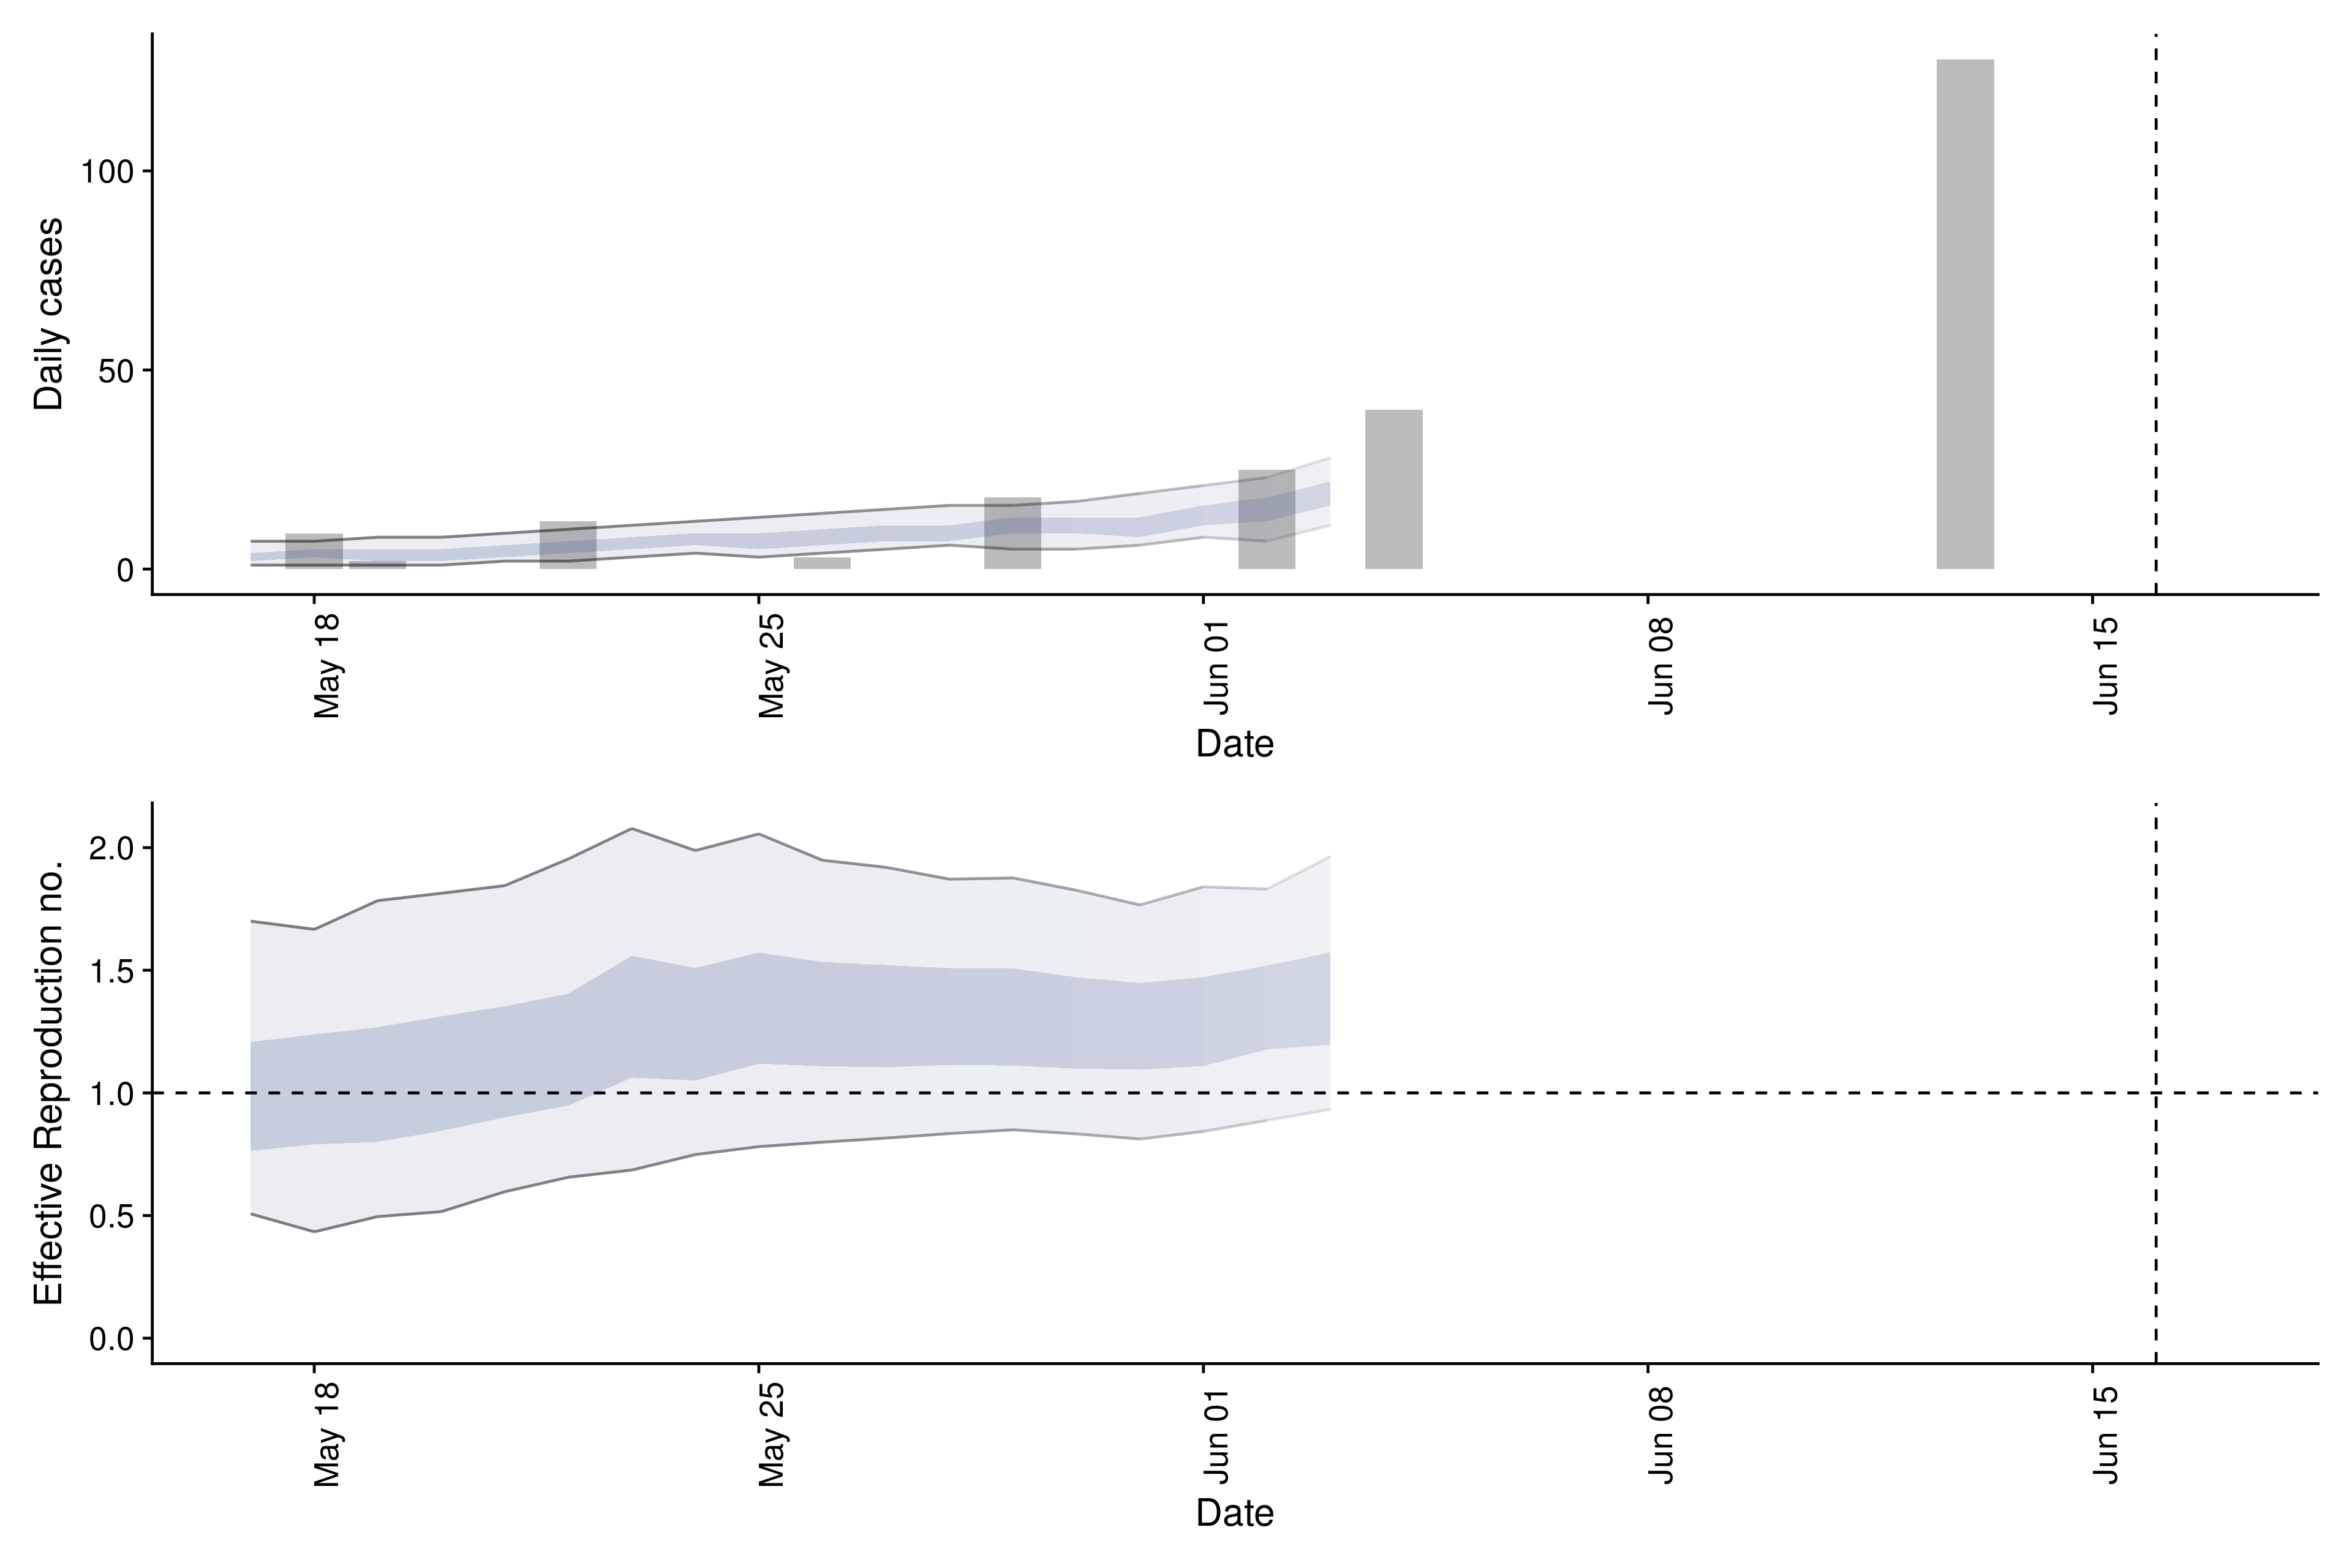 Daily cases
100
50
0
May 18
May 25
Jun 01
Jun 08
Jun 15
Date
Effective Reproduction no.
2.0
1.5
1.0
0.5
0.0
May 18
May 25
Jun 01
Jun 08
Jun 15
Date